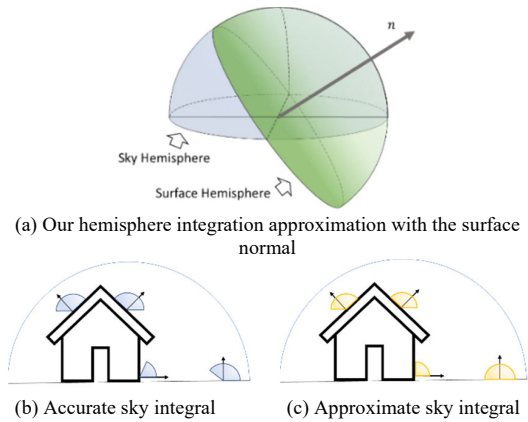 n
Sky Hemisphere
Surface Hemisphere
(a) Our hemisphere integration approximation with the surface
normal
(b) Accurate sky integral
(c) Approximate sky integral